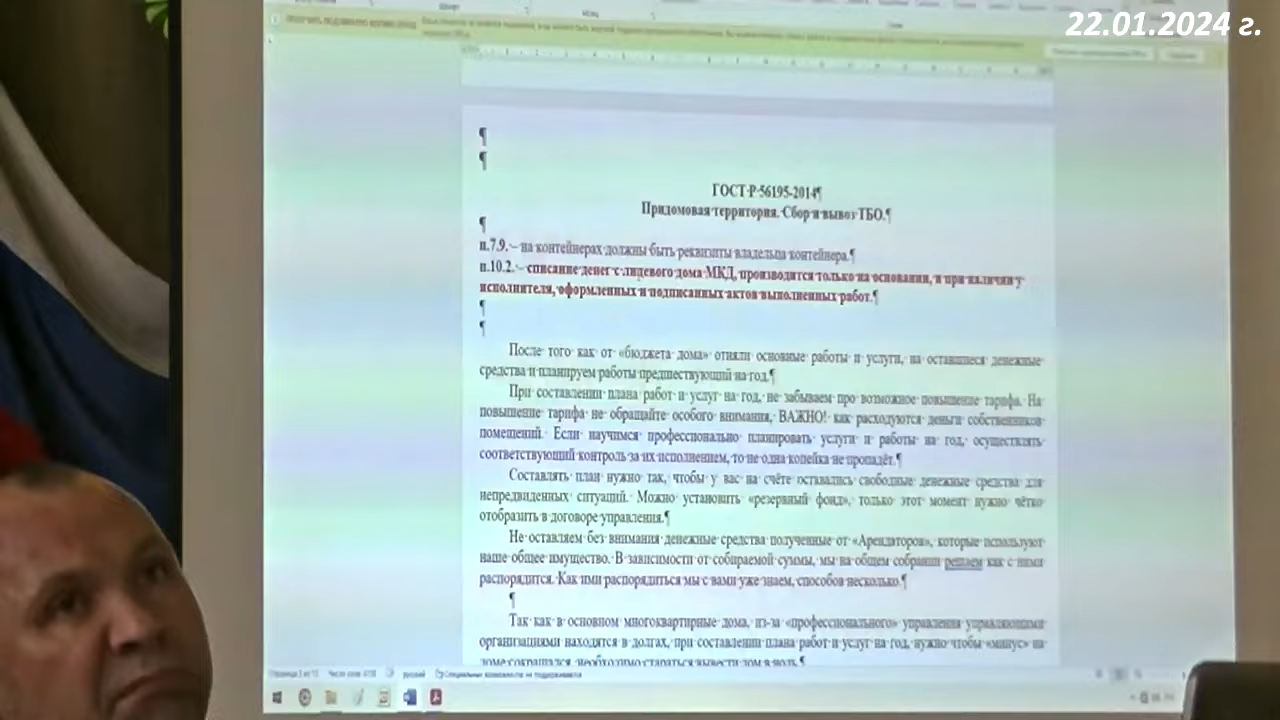 22.01.2024 г.
ГОСТ·Р·56195-2014¶
Придомовая·территория.·Сбор·и·вывоз·ТБО.¶
п.7.9.·–·на·контейнерах·должны·быть·реквизиты·владельца·контейнера.¶
п.10.2.·–·списание·денег·с·лицевого·дома·МКД,·производится·только·на·основании,·и·при·наличии·у·
исполнителя,·оформленных·и·подписанных·актов·выполненных·работ.¶
После· того· как· от· «бюджета· дома»· отняли· основные· работы· и· услуги,· на· оставшиеся· денежные·
средства·и·планируем·работы·предшествующий·на·год.¶
При· составлении· плана· работ· и· услуг· на· год,· не· забываем· про· возможное· повышение· тарифа.· На·
повышение· тарифа· не· обращайте· особого· внимания,· ВАЖНО!· как· расходуются· деньги· собственников·
помещений.· Если· научимся· профессионально· планировать· услуги· и· работы· на· год,· осуществлять·
соответствующий·контроль·за·их·исполнением,·то·не·одна·копейка·не·пропадёт.¶
Составлять· план· нужно· так,· чтобы· у· вас· на· счёте· оставались· свободные· денежные· средства· для·
непредвиденных· ситуаций.· Можно· установить· «резервный· фонд»,· только· этот· момент· нужно· чётко·
отобразить·в·договоре·управления.¶
Не·оставляем·без·внимания·денежные·средства·полученные·от·«Арендаторов»,·которые·используют·
наше·общее·имущество.·В·зависимости·от·собираемой·суммы,·мы·на·общем·собрании·решаем·как·с·ними·
распорядится.·Как·ими·распорядиться·мы·с·вами·уже·знаем,·способов·несколько.¶
Так· как· в· основном· многоквартирные· дома,· из-за· «профессионального»· управления· управляющими·
организациями·находятся·в·долгах,·при·составлении·плана·работ·и·услуг·на·год,·нужно·чтобы·«минус»·на·
доме·сокращался,·необходимо·стараться·вывести·дом·в·ноль.¶
русский